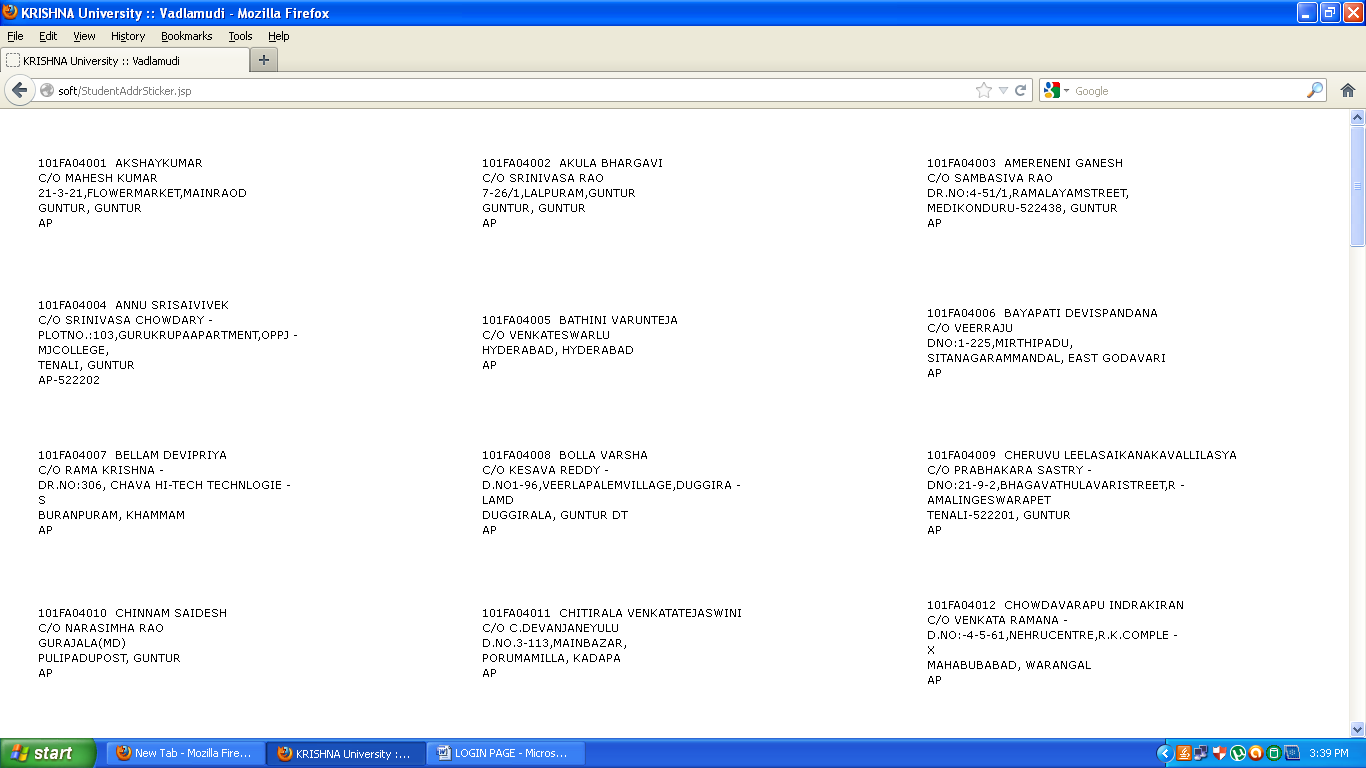 KRISHNA University :: Vadlamudi - Mozilla Firefox
File Edit View History Bookmarks Tools Help
KRISHNA University :: Vadlamudi
soft/StudentAddrSticker.jsp
Google
101FA04001 AKSHAYKUMAR
C/O MAHESH KUMAR
21-3-21,FLOWERMARKET,MAINRAOD
GUNTUR, GUNTUR
AP
101FA04002 AKULA BHARGAVI
C/O SRINIVASA RAO
7-26/1,LALPURAM,GUNTUR
GUNTUR, GUNTUR
AP
101FA04003 AMERENENI GANESH
C/O SAMBASIVA RAO
DR.NO:4-51/1,RAMALAYAMSTREET,
MEDIKONDURU-522438, GUNTUR
AP
101FA04004 ANNU SRISAIVIVEK
C/O SRINIVASA CHOWDARY -
PLOTNO.:103,GURUKRUPAAPARTMENT,OPPJ -
MJCOLLEGE,
TENALI, GUNTUR
AP-522202
101FA04005 BATHINI VARUNTEJA
C/O VENKATESWARLU
HYDERABAD, HYDERABAD
AP
101FA04006 BAYAPATI DEVISPANDANA
C/O VEERRAJU
DNO:1-225,MIRTHIPADU,
SITANAGARAMMANDAL, EAST GODAVARI
AP
101FA04007 BELLAM DEVIPRIYA
C/O RAMA KRISHNA -
DR.NO:306, CHAVA HI-TECH TECHNLOGIE -
S
BURANPURAM, KHAMMAM
AP
101FA04008 BOLLA VARSHA
C/O KESAVA REDDY -
D.NO1-96,VEERLAPALEMVILLAGE,DUGGIRA -
LAMD
DUGGIRALA, GUNTUR DT
AP
101FA04009 CHERUVU LEELASAIKANAKAVALLILASYA
C/O PRABHAKARA SASTRY -
DNO:21-9-2,BHAGAVATHULAVARISTREET,R -
AMALINGESWARAPET
TENALI-522201, GUNTUR
AP
101FA04010 CHINNAM SAIDESH
C/O NARASIMHA RAO
GURAJALA(MD)
PULIPADUPOST, GUNTUR
AP
101FA04011 CHITIRALA VENKATATEJASWINI
C/O C.DEVANJANEYULU
D.NO.3-113,MAINBAZAR,
PORUMAMILLA, KADAPA
AP
101FA04012 CHOWDAVARAPU INDRAKIRAN
C/O VENKATA RAMANA -
D.NO:-4-5-61,NEHRUCENTRE,R.K.COMPLE -
X
MAHABUBABAD, WARANGAL
AP
start
New Tab - Mozilla Fire...
KRISHNA University :...
LOGIN PAGE - Micros...
3:39 PM